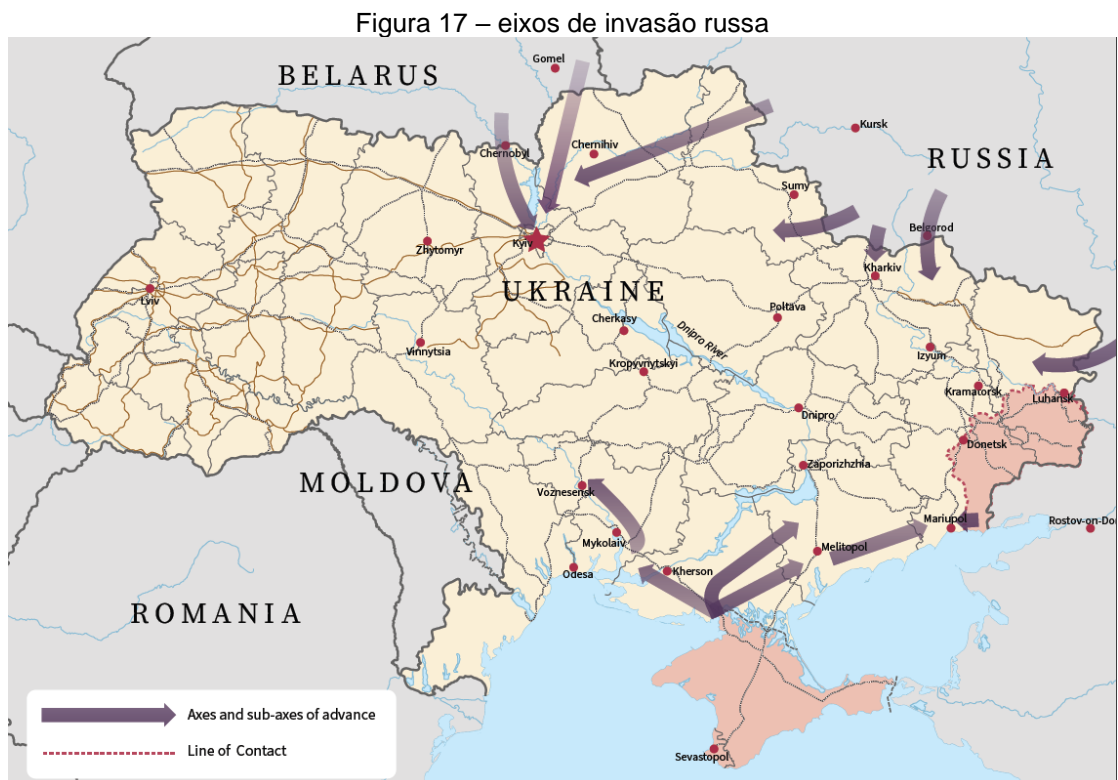 Figura 17 – eixos de invasão russa
BELARUS
Gomel
Kursk
Chernobyl
Chernihiv
RUSSIA
Sumy
Belgorod
Kyiv
Zhytomyr
Kharkiv
Lviv
UKRAINE
Poltava
Cherkasy
Dnipro River
Vinnytsia
Izyum
Kropyvnytskyi
Kramatorsk
Luhansk
Dnipro
Donetsk
MOLDOVA
Zaporizhzhia
Voznesensk
Mariupol
Rostov-on-Do
Mykolaiv
Melitopol
Odesa
Kherson
ROMANIA
Axes and sub-axes of advance
Line of Contact
Sevastopol